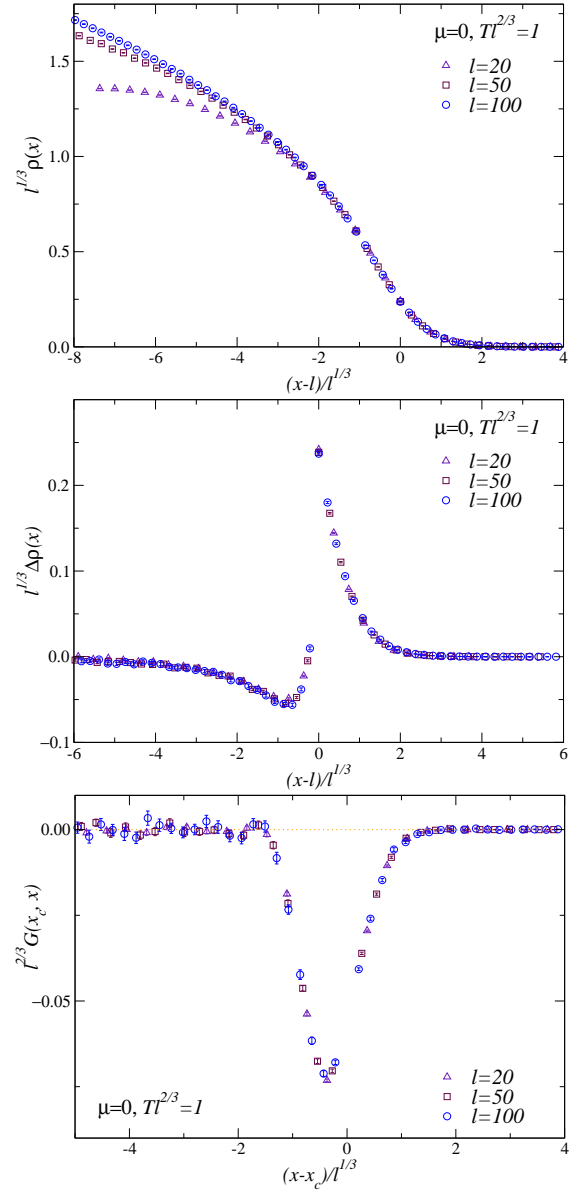 μ=0, Tl^{2/3}=1
l=20
l=50
l=100
l^{1/3}ρ(x)
1.5
1.0
0.5
0.0
-8 -6 -4 -2 0 2 4
(x-l)/l^{1/3}
μ=0, Tl^{2/3}=1
l=20
l=50
l=100
l^{1/3}Δρ(x)
0.2
0.1
0.0
−0.1
-6 -4 -2 0 2 4 6
(x-l)/l^{1/3}
0.00
l^{2/3}G(x_c, x)
−0.05
l=20
l=50
l=100
μ=0, Tl^{2/3}=1
-4 -2 0 2 4
(x-x_c)/l^{1/3}